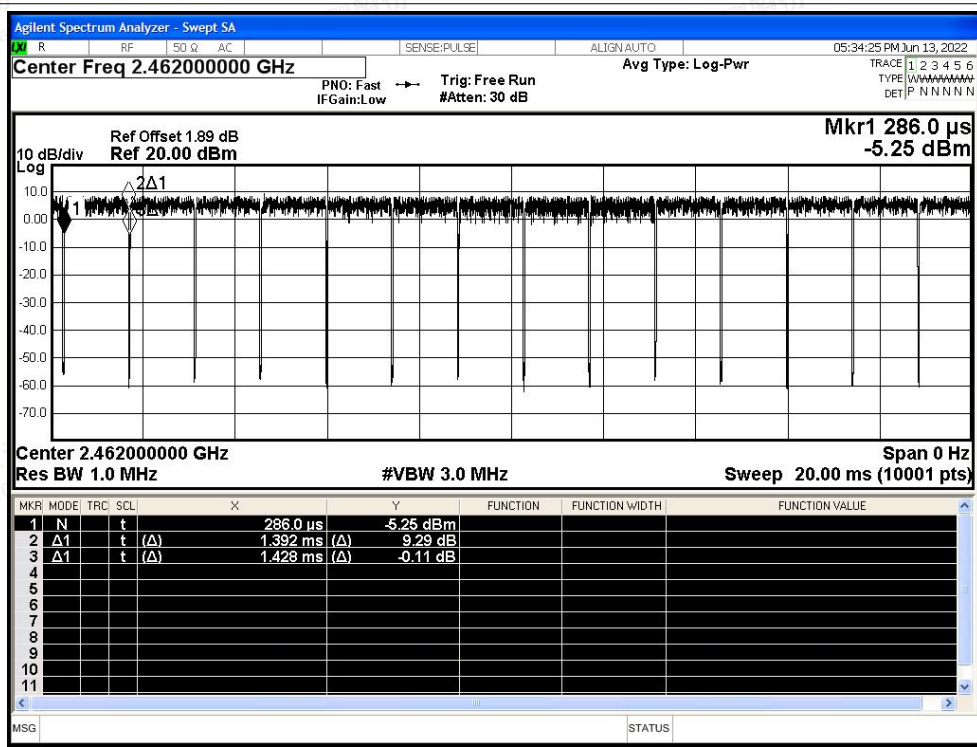 Agilent Spectrum Analyzer - Swept SA
LXI R RF 50 Ω AC SENSE:PULSE ALIGN AUTO 05:34:25 PM Jun 13, 2022
Center Freq 2.462000000 GHz Avg Type: Log-Pwr TRACE 1 2 3 4 5 6
PNO: Fast Trig: Free Run TYPE WWWWWW
IFGain:Low #Atten: 30 dB DET P N N N N N
Mkr1 286.0 µs
Ref Offset 1.89 dB
10 dB/div Ref 20.00 dBm -5.25 dBm
Log
10.0
2Δ1
1
0.00
-10.0
-20.0
-30.0
-40.0
-50.0
-60.0
-70.0
Center 2.462000000 GHz Span 0 Hz
Res BW 1.0 MHz #VBW 3.0 MHz Sweep 20.00 ms (10001 pts)
MKR MODE TRC SCL X Y FUNCTION FUNCTION WIDTH FUNCTION VALUE
1 N t 286.0 µs -5.25 dBm
2 Δ1 t (Δ) 1.392 ms (Δ) 9.29 dB
3 Δ1 t (Δ) 1.428 ms (Δ) -0.11 dB
4
5
6
7
8
9
10
11
MSG STATUS